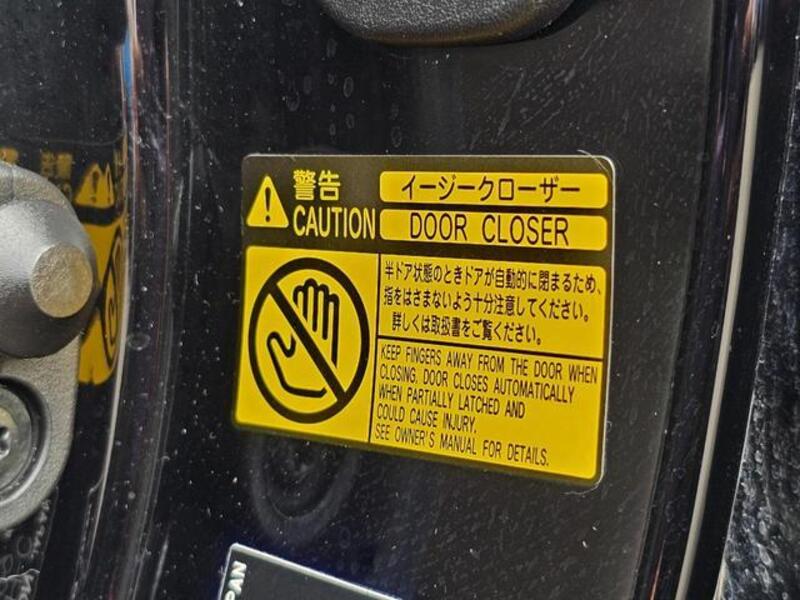 警告
CAUTION
イージークローザー
DOOR CLOSER
半ドア状態のときドアが自動的に閉まるため、
指をはさまないよう十分注意してください。
詳しくは取扱書をご覧ください。
KEEP FINGERS AWAY FROM THE DOOR WHEN
CLOSING. DOOR CLOSES AUTOMATICALLY
WHEN PARTIALLY LATCHED AND
COULD CAUSE INJURY.
SEE OWNER'S MANUAL FOR DETAILS.
PAN